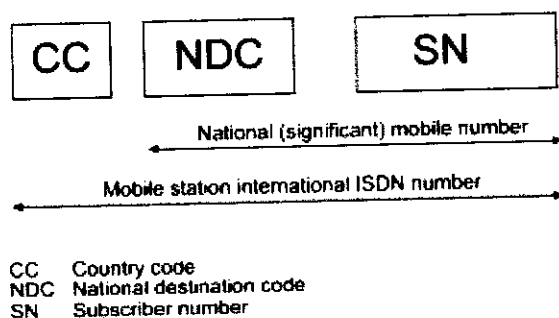 CC NDC SN
National (significant) mobile number
Mobile station international ISDN number
CC Country code
NDC National destination code
SN Subscriber number